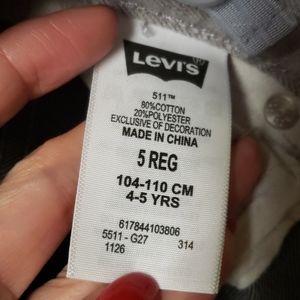 Levi's
511™
80%COTTON
20%POLYESTER
EXCLUSIVE OF DECORATION
MADE IN CHINA
5 REG
104-110 CM
4-5 YRS
617844103806
5511 - G27 314
1126